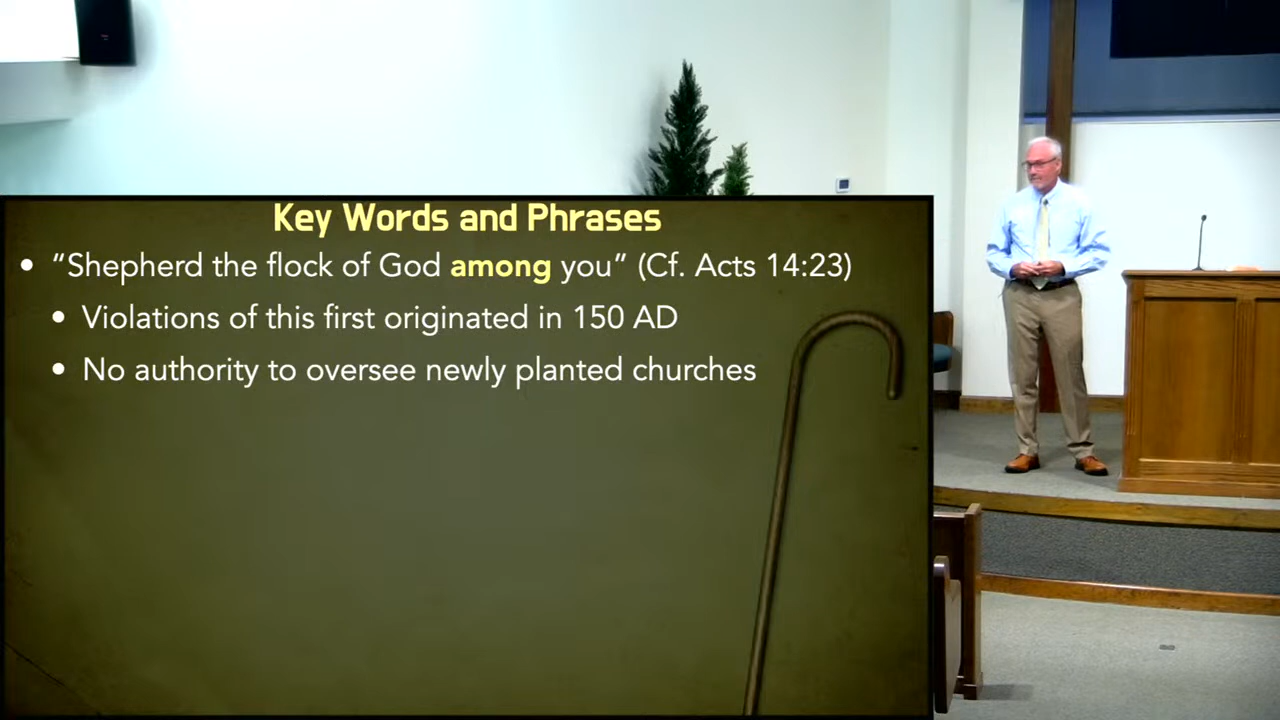 Key Words and Phrases
• “Shepherd the flock of God among you” (Cf. Acts 14:23)
• Violations of this first originated in 150 AD
• No authority to oversee newly planted churches